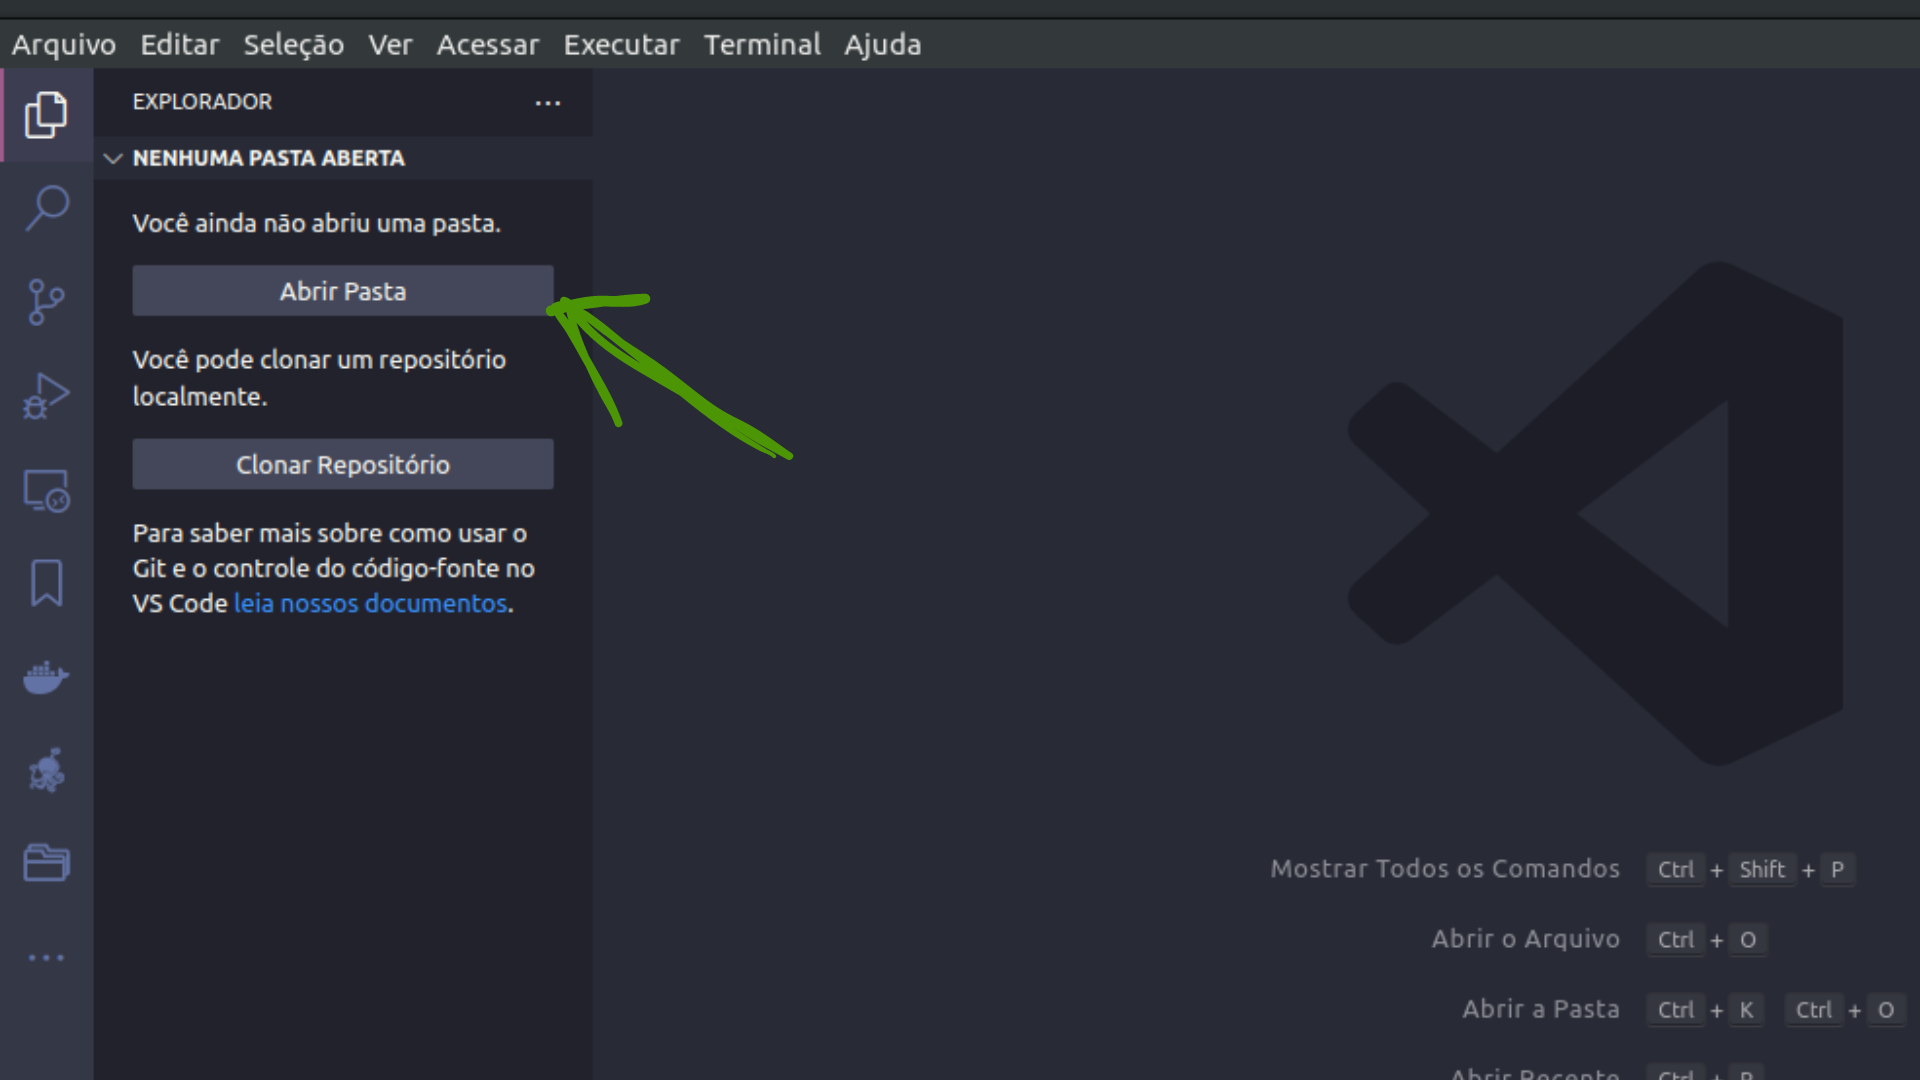 Arquivo Editar Seleção Ver Acessar Executar Terminal Ajuda
EXPLORADOR
NENHUMA PASTA ABERTA
Você ainda não abriu uma pasta.
Abrir Pasta
Você pode clonar um repositório
localmente.
Clonar Repositório
Para saber mais sobre como usar o
Git e o controle do código-fonte no
VS Code leia nossos documentos.
Mostrar Todos os Comandos Ctrl + Shift + P
Abrir o Arquivo Ctrl + O
Abrir a Pasta Ctrl + K Ctrl + O
Abrir Recente Ctrl + R